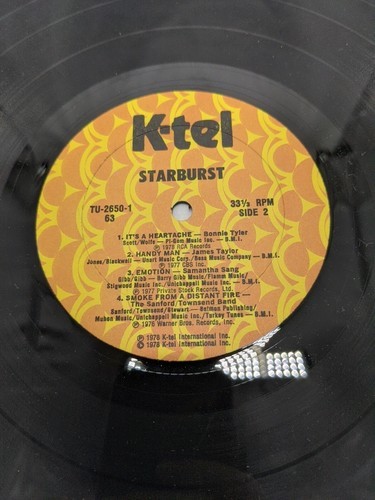 K-tel
STARBURST
TU-2650-1
63
33⅓ RPM
SIDE 2
1. IT'S A HEARTACHE — Bonnie Tyler
Scott/Wolfe — Pi-Gem Music Inc. — B.M.I.
Ⓟ 1978 RCA Records
2. HANDY MAN — James Taylor
Jones/Blackwell — Unart Music Corp./Bess Music Company — B.M.I.
Ⓟ 1977 CBS Inc.
3. EMOTION — Samantha Sang
Gibb/Gibb — Barry Gibb Music/Flamm Music/
Stigwood Music Inc./Unichappell Music Inc. — B.M.I.
Ⓟ 1977 Private Stock Records, Ltd.
4. SMOKE FROM A DISTANT FIRE —
The Sanford/Townsend Band
Sanford/Townsend/Stewart — Unichappell Music Inc./Turkey Tunes — B.M.I.
Ⓟ 1976 Warner Bros. Records, Inc.
Ⓟ 1978 K-tel International Inc.
© 1978 K-tel International Inc.